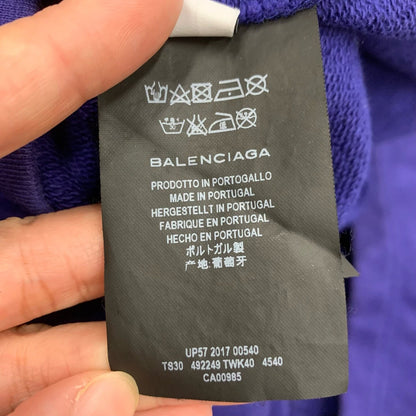 BALENCIAGA
PRODOTTO IN PORTOGALLO
MADE IN PORTUGAL
HERGESTELLT IN PORTUGAL
FABRIQUE EN PORTUGAL
HECHO EN PORTUGAL
ポルトガル製
产地:葡萄牙
UP57 2017 00540
TS30 492249 TWK40 4540
CA00985